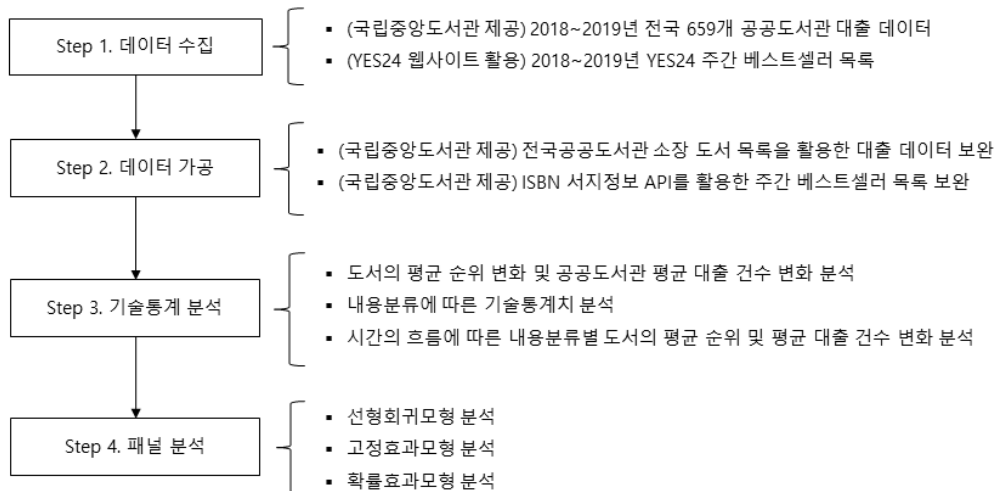 Step 1. 데이터 수집
▪ (국립중앙도서관 제공) 2018~2019년 전국 659개 공공도서관 대출 데이터
▪ (YES24 웹사이트 활용) 2018~2019년 YES24 주간 베스트셀러 목록
Step 2. 데이터 가공
▪ (국립중앙도서관 제공) 전국공공도서관 소장 도서 목록을 활용한 대출 데이터 보완
▪ (국립중앙도서관 제공) ISBN 서지정보 API를 활용한 주간 베스트셀러 목록 보완
Step 3. 기술통계 분석
▪ 도서의 평균 순위 변화 및 공공도서관 평균 대출 건수 변화 분석
▪ 내용분류에 따른 기술통계치 분석
▪ 시간의 흐름에 따른 내용분류별 도서의 평균 순위 및 평균 대출 건수 변화 분석
Step 4. 패널 분석
▪ 선형회귀모형 분석
▪ 고정효과모형 분석
▪ 확률효과모형 분석